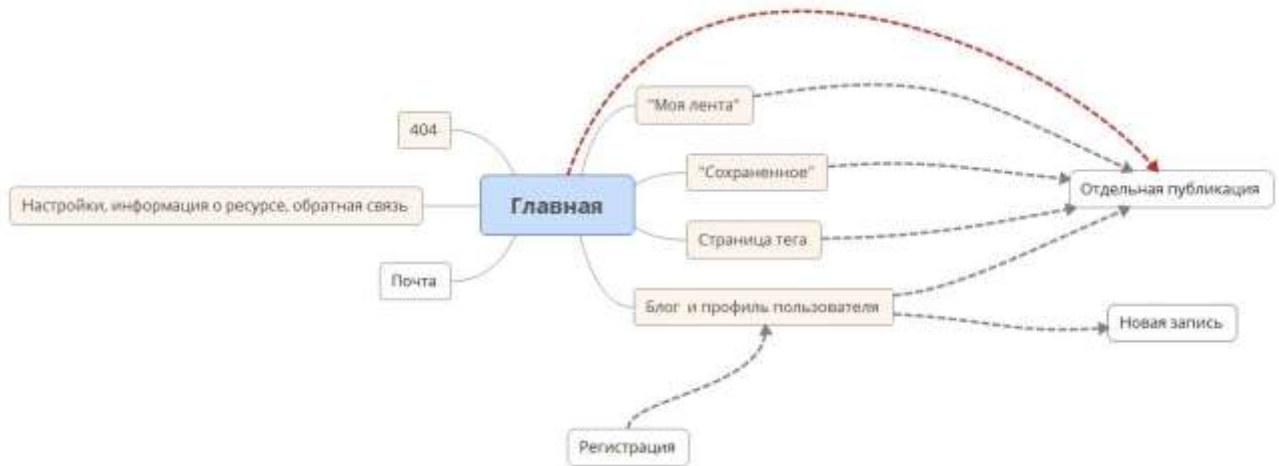 "Моя лента"
404
"Сохраненное"
Отдельная публикация
Настройки, информация о ресурсе, обратная связь
Главная
Страница тега
Почта
Блог и профиль пользователя
Новая запись
Регистрация